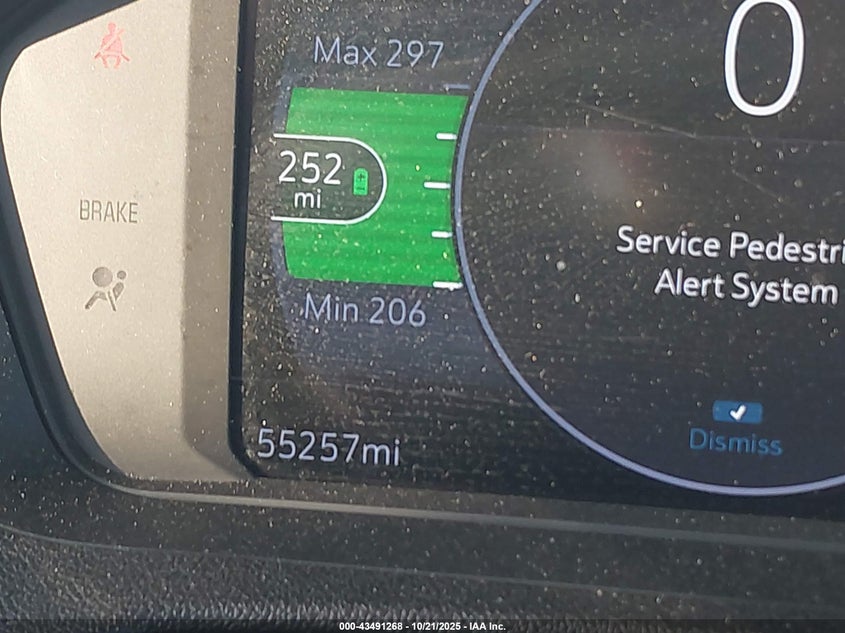 Max 297
0
252
mi
BRAKE
Service Pedestri
Alert System
Min 206
Dismiss
55257mi
000-43491268 - 10/21/2025 - IAA Inc.